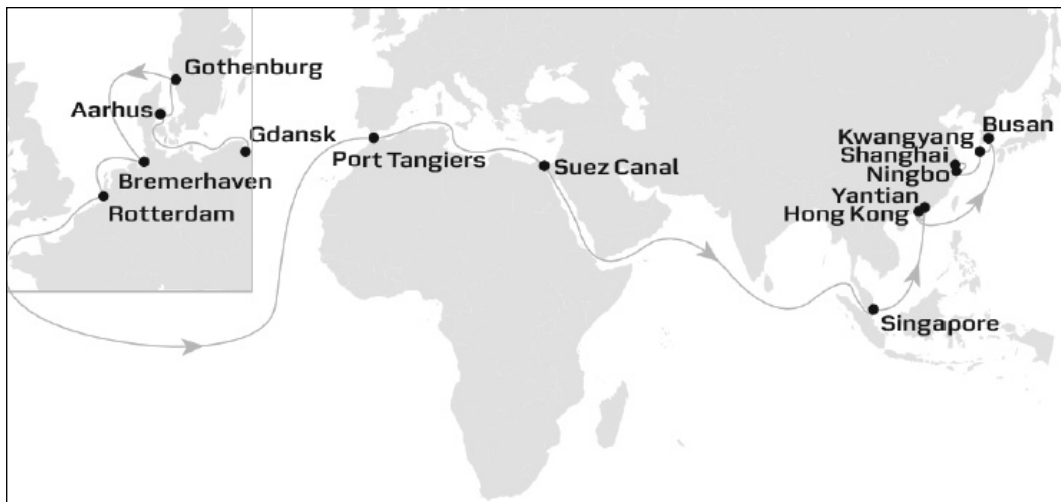 Gothenburg
Aarhus
Gdansk
Bremerhaven
Rotterdam
Port Tangiers
Suez Canal
Busan
Kwangyang
Shanghai
Ningbo
Yantian
Hong Kong
Singapore